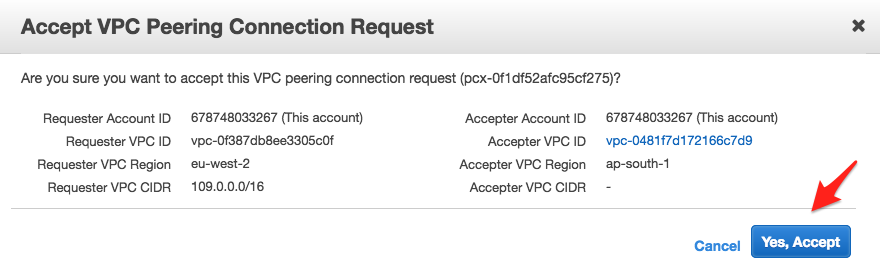 Accept VPC Peering Connection Request
Are you sure you want to accept this VPC peering connection request (pcx-0f1df52afc95cf275)?
Requester Account ID 678748033267 (This account) Accepter Account ID 678748033267 (This account)
Requester VPC ID vpc-0f387db8ee3305c0f Accepter VPC ID vpc-0481f7d172166c7d9
Requester VPC Region eu-west-2 Accepter VPC Region ap-south-1
Requester VPC CIDR 109.0.0.0/16 Accepter VPC CIDR -
Cancel Yes, Accept